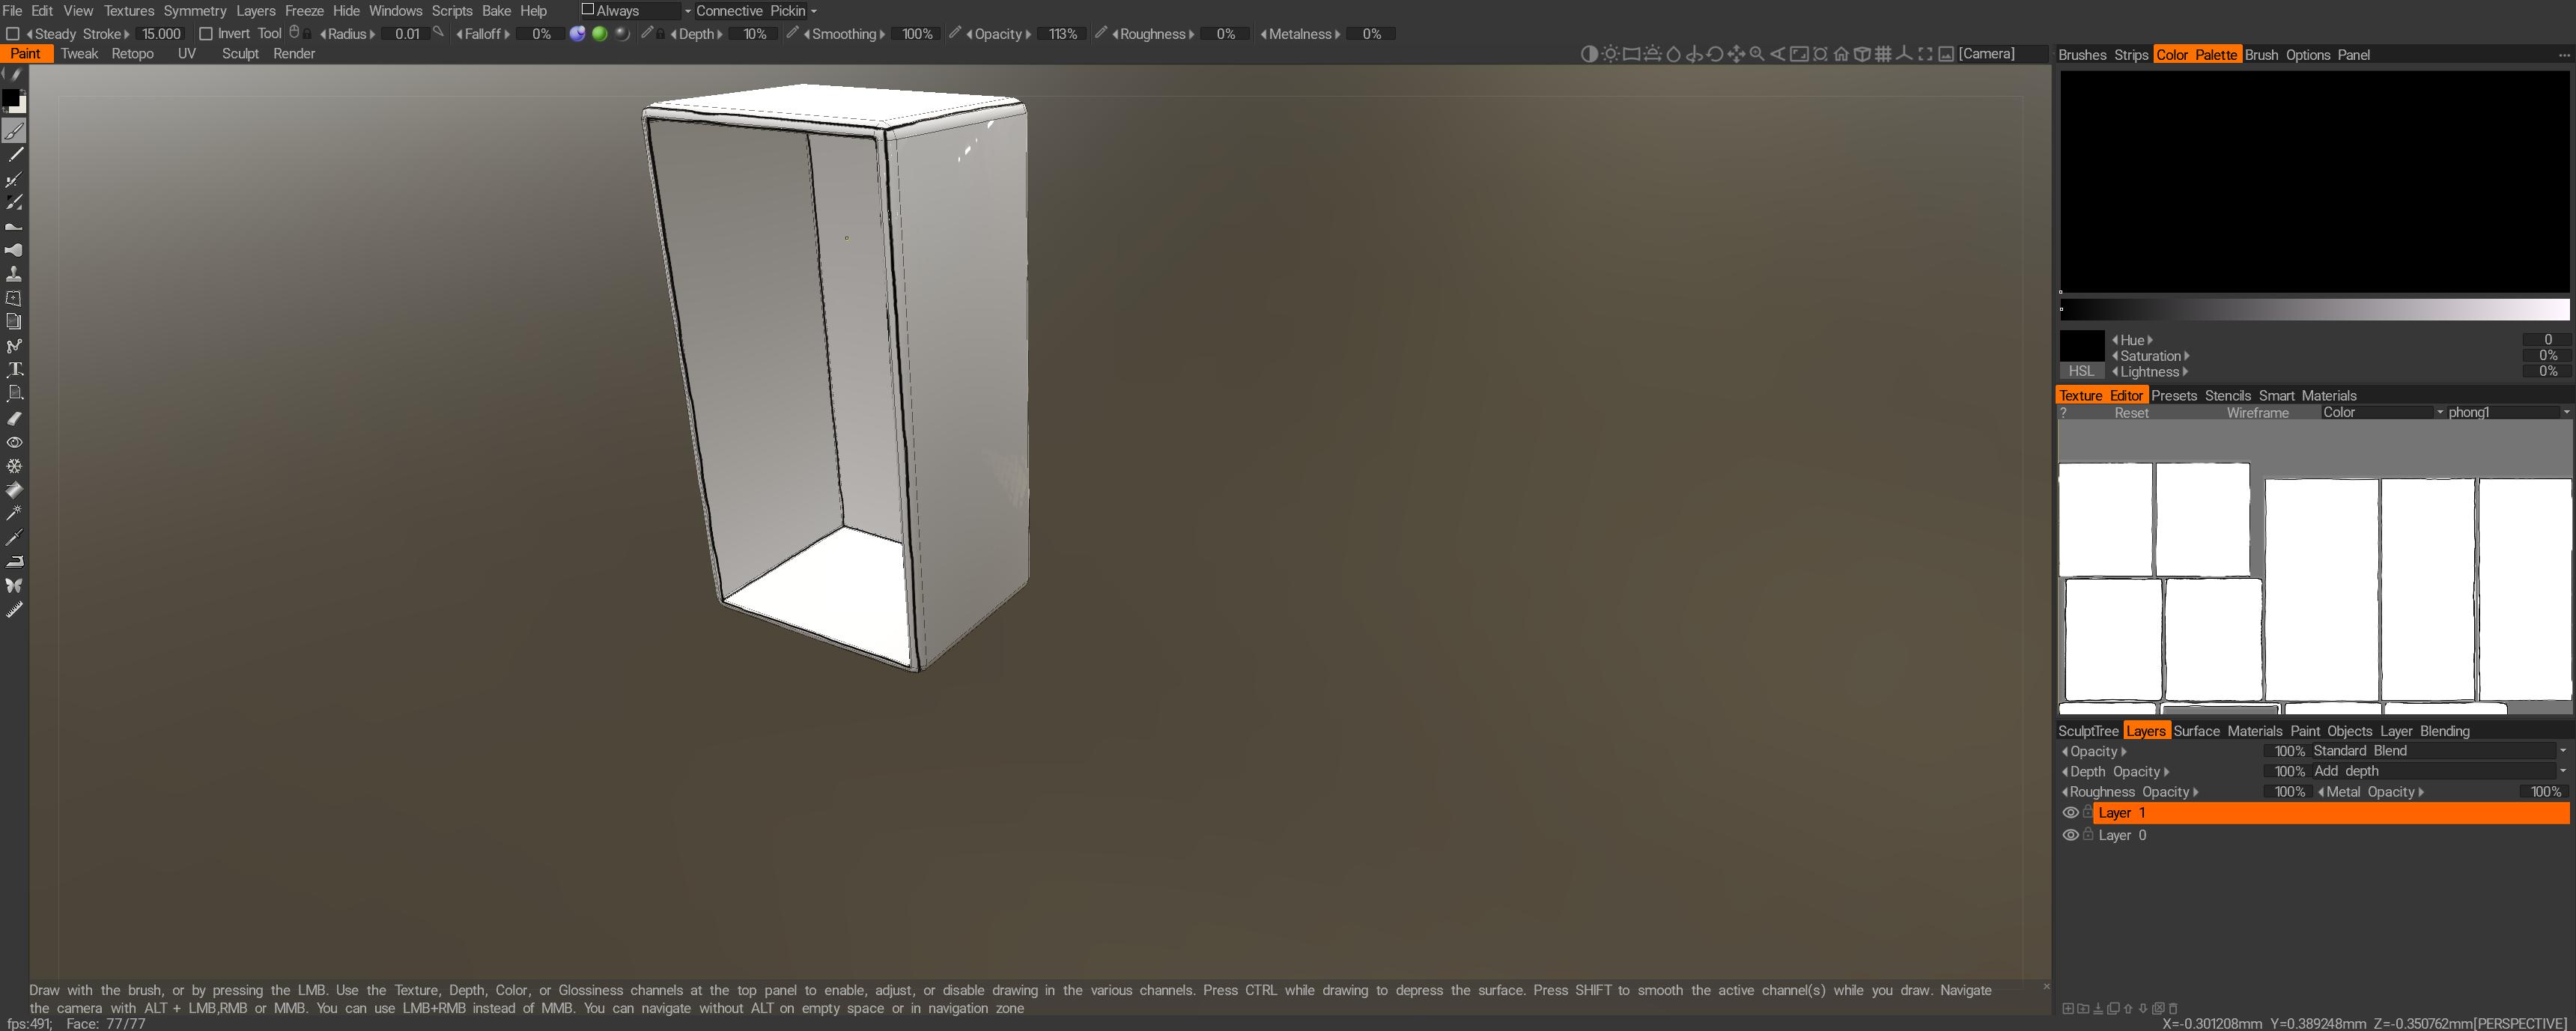 File Edit View Textures Symmetry Layers Freeze Hide Windows Scripts Bake Help Always Connective Pickin
Steady Stroke 15.000 Invert Tool Radius 0.01 Falloff 0% Depth 10% Smoothing 100% Opacity 113% Roughness 0% Metalness 0%
Paint Tweak Retopo UV Sculpt Render [Camera]
Brushes Strips Color Palette Brush Options Panel
Hue 0
Saturation 0%
HSL Lightness 0%
Texture Editor Presets Stencils Smart Materials
? Reset Wireframe Color phong1
SculptTree Layers Surface Materials Paint Objects Layer Blending
Opacity 100% Standard Blend
Depth Opacity 100% Add depth
Roughness Opacity 100% Metal Opacity 100%
Layer 1
Layer 0
Draw with the brush, or by pressing the LMB. Use the Texture, Depth, Color, or Glossiness channels at the top panel to enable, adjust, or disable drawing in the various channels. Press CTRL while drawing to depress the surface. Press SHIFT to smooth the active channel(s) while you draw. Navigate
the camera with ALT + LMB,RMB or MMB. You can use LMB+RMB instead of MMB. You can navigate without ALT on empty space or in navigation zone
fps:491; Face: 77/77
X=-0.301208mm Y=0.389248mm Z=-0.350762mm[PERSPECTIVE]